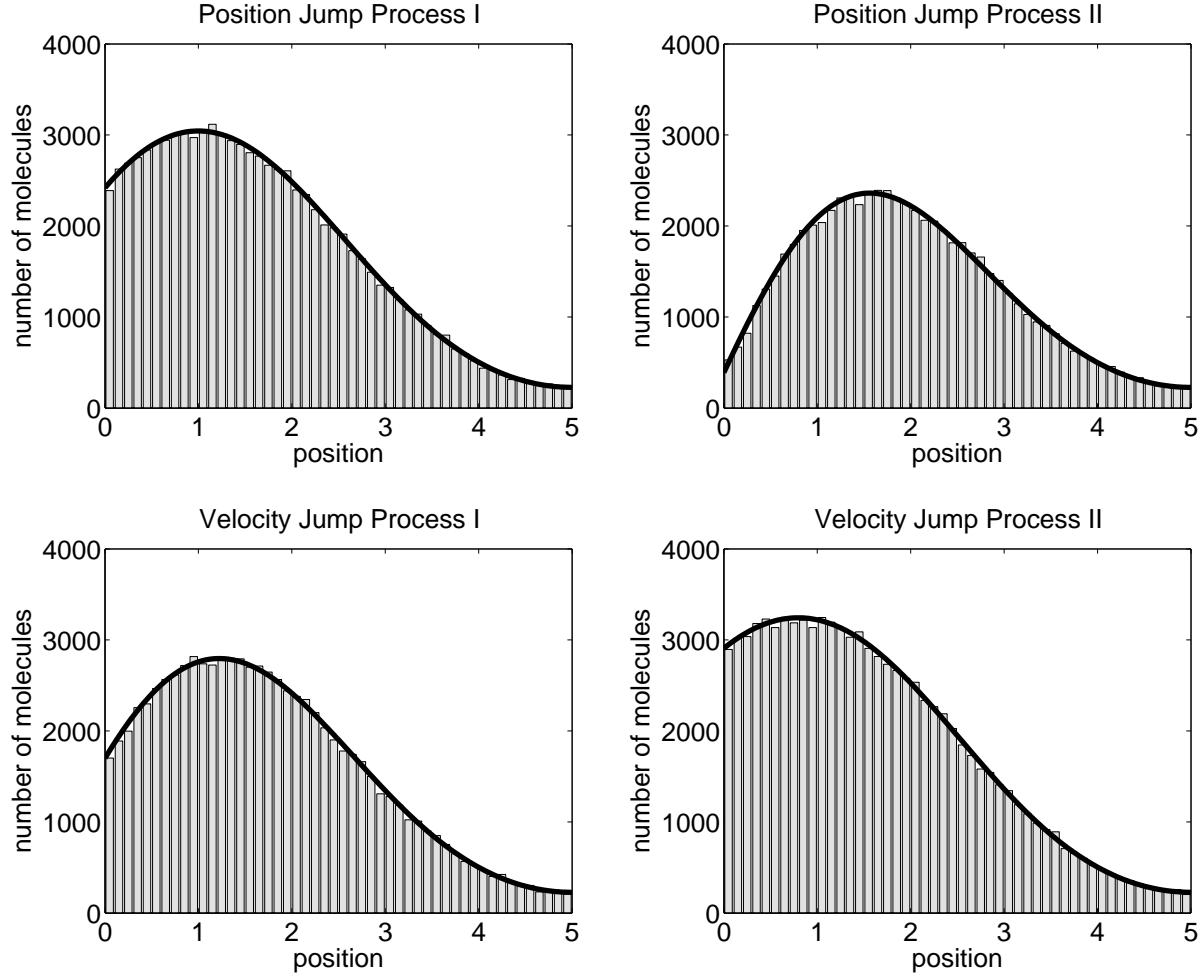 Position Jump Process I
Position Jump Process II
4000
3000
2000
1000
0
number of molecules
0 1 2 3 4 5
position
4000
3000
2000
1000
0
number of molecules
0 1 2 3 4 5
position
Velocity Jump Process I
Velocity Jump Process II
4000
3000
2000
1000
0
number of molecules
0 1 2 3 4 5
position
4000
3000
2000
1000
0
number of molecules
0 1 2 3 4 5
position